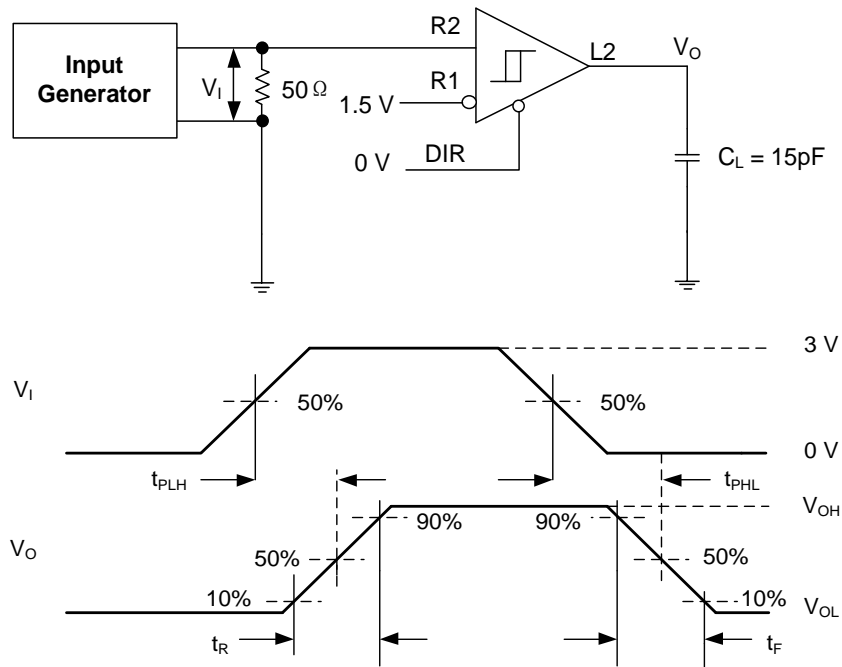 Input
Generator
V_I
50 Ω
R2
R1
1.5 V
0 V
DIR
L2
V_O
C_L = 15pF
3 V
V_I
50%
50%
0 V
t_PLH
t_PHL
V_OH
90%
90%
V_O
50%
50%
10%
10%
V_OL
t_R
t_F